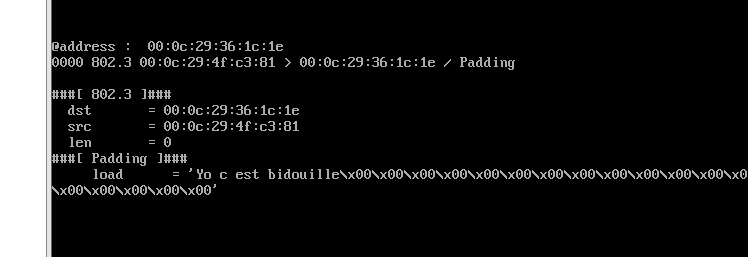 @address :  00:0c:29:36:1c:1e
0000 802.3 00:0c:29:4f:c3:81 > 00:0c:29:36:1c:1e / Padding
###[ 802.3 ]###
  dst       = 00:0c:29:36:1c:1e
  src       = 00:0c:29:4f:c3:81
  len       = 0
###[ Padding ]###
     load      = 'Yo c est bidouille\x00\x00\x00\x00\x00\x00\x00\x00\x00\x00\x00\x00\x00\x00\x0
\x00\x00\x00\x00\x00'